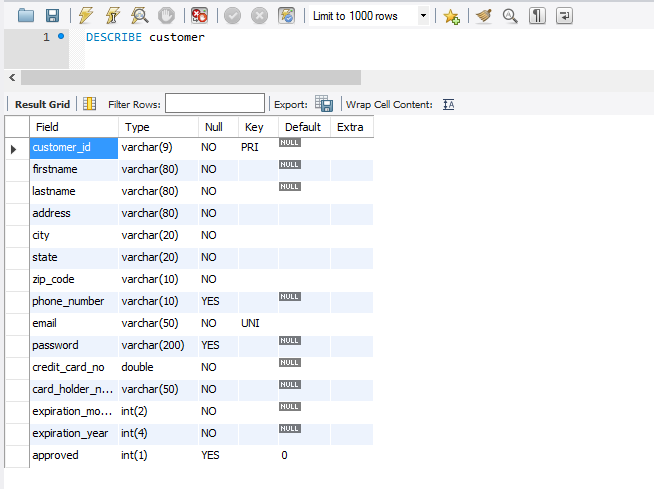 Limit to 1000 rows
1 DESCRIBE customer
Result Grid Filter Rows: Export: Wrap Cell Content:
Field Type Null Key Default Extra
customer_id varchar(9) NO PRI NULL
firstname varchar(80) NO NULL
lastname varchar(80) NO NULL
address varchar(80) NO
city varchar(20) NO
state varchar(20) NO
zip_code varchar(10) NO
phone_number varchar(10) YES NULL
email varchar(50) NO UNI
password varchar(200) YES NULL
credit_card_no double NO NULL
card_holder_n... varchar(50) NO NULL
expiration_mo... int(2) NO NULL
expiration_year int(4) NO NULL
approved int(1) YES 0